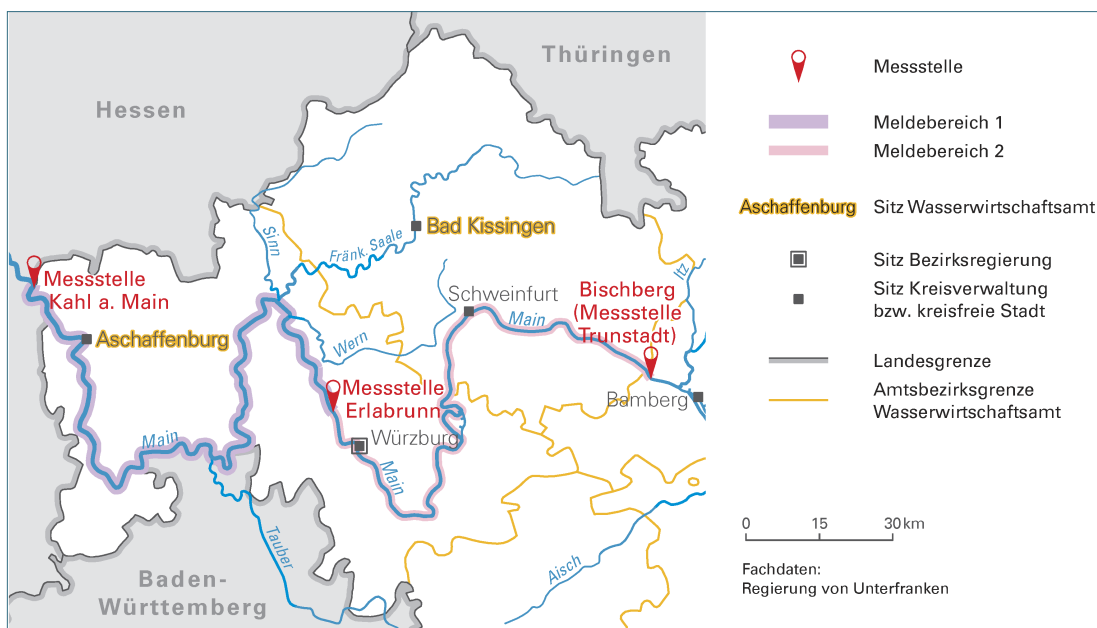 Thüringen
Hessen
Sinn
Fränk. Saale
Bad Kissingen
Itz
Messstelle
Kahl a. Main
Schweinfurt
Main
Bischberg
(Messstelle
Trunstadt)
Aschaffenburg
Wern
Messstelle
Erlabrunn
Bamberg
Würzburg
Main
Main
Tauber
Aisch
Baden-
Württemberg
Messstelle
Meldebereich 1
Meldebereich 2
Aschaffenburg Sitz Wasserwirtschaftsamt
Sitz Bezirksregierung
Sitz Kreisverwaltung
bzw. kreisfreie Stadt
Landesgrenze
Amtsbezirksgrenze
Wasserwirtschaftsamt
0 15 30 km
Fachdaten:
Regierung von Unterfranken